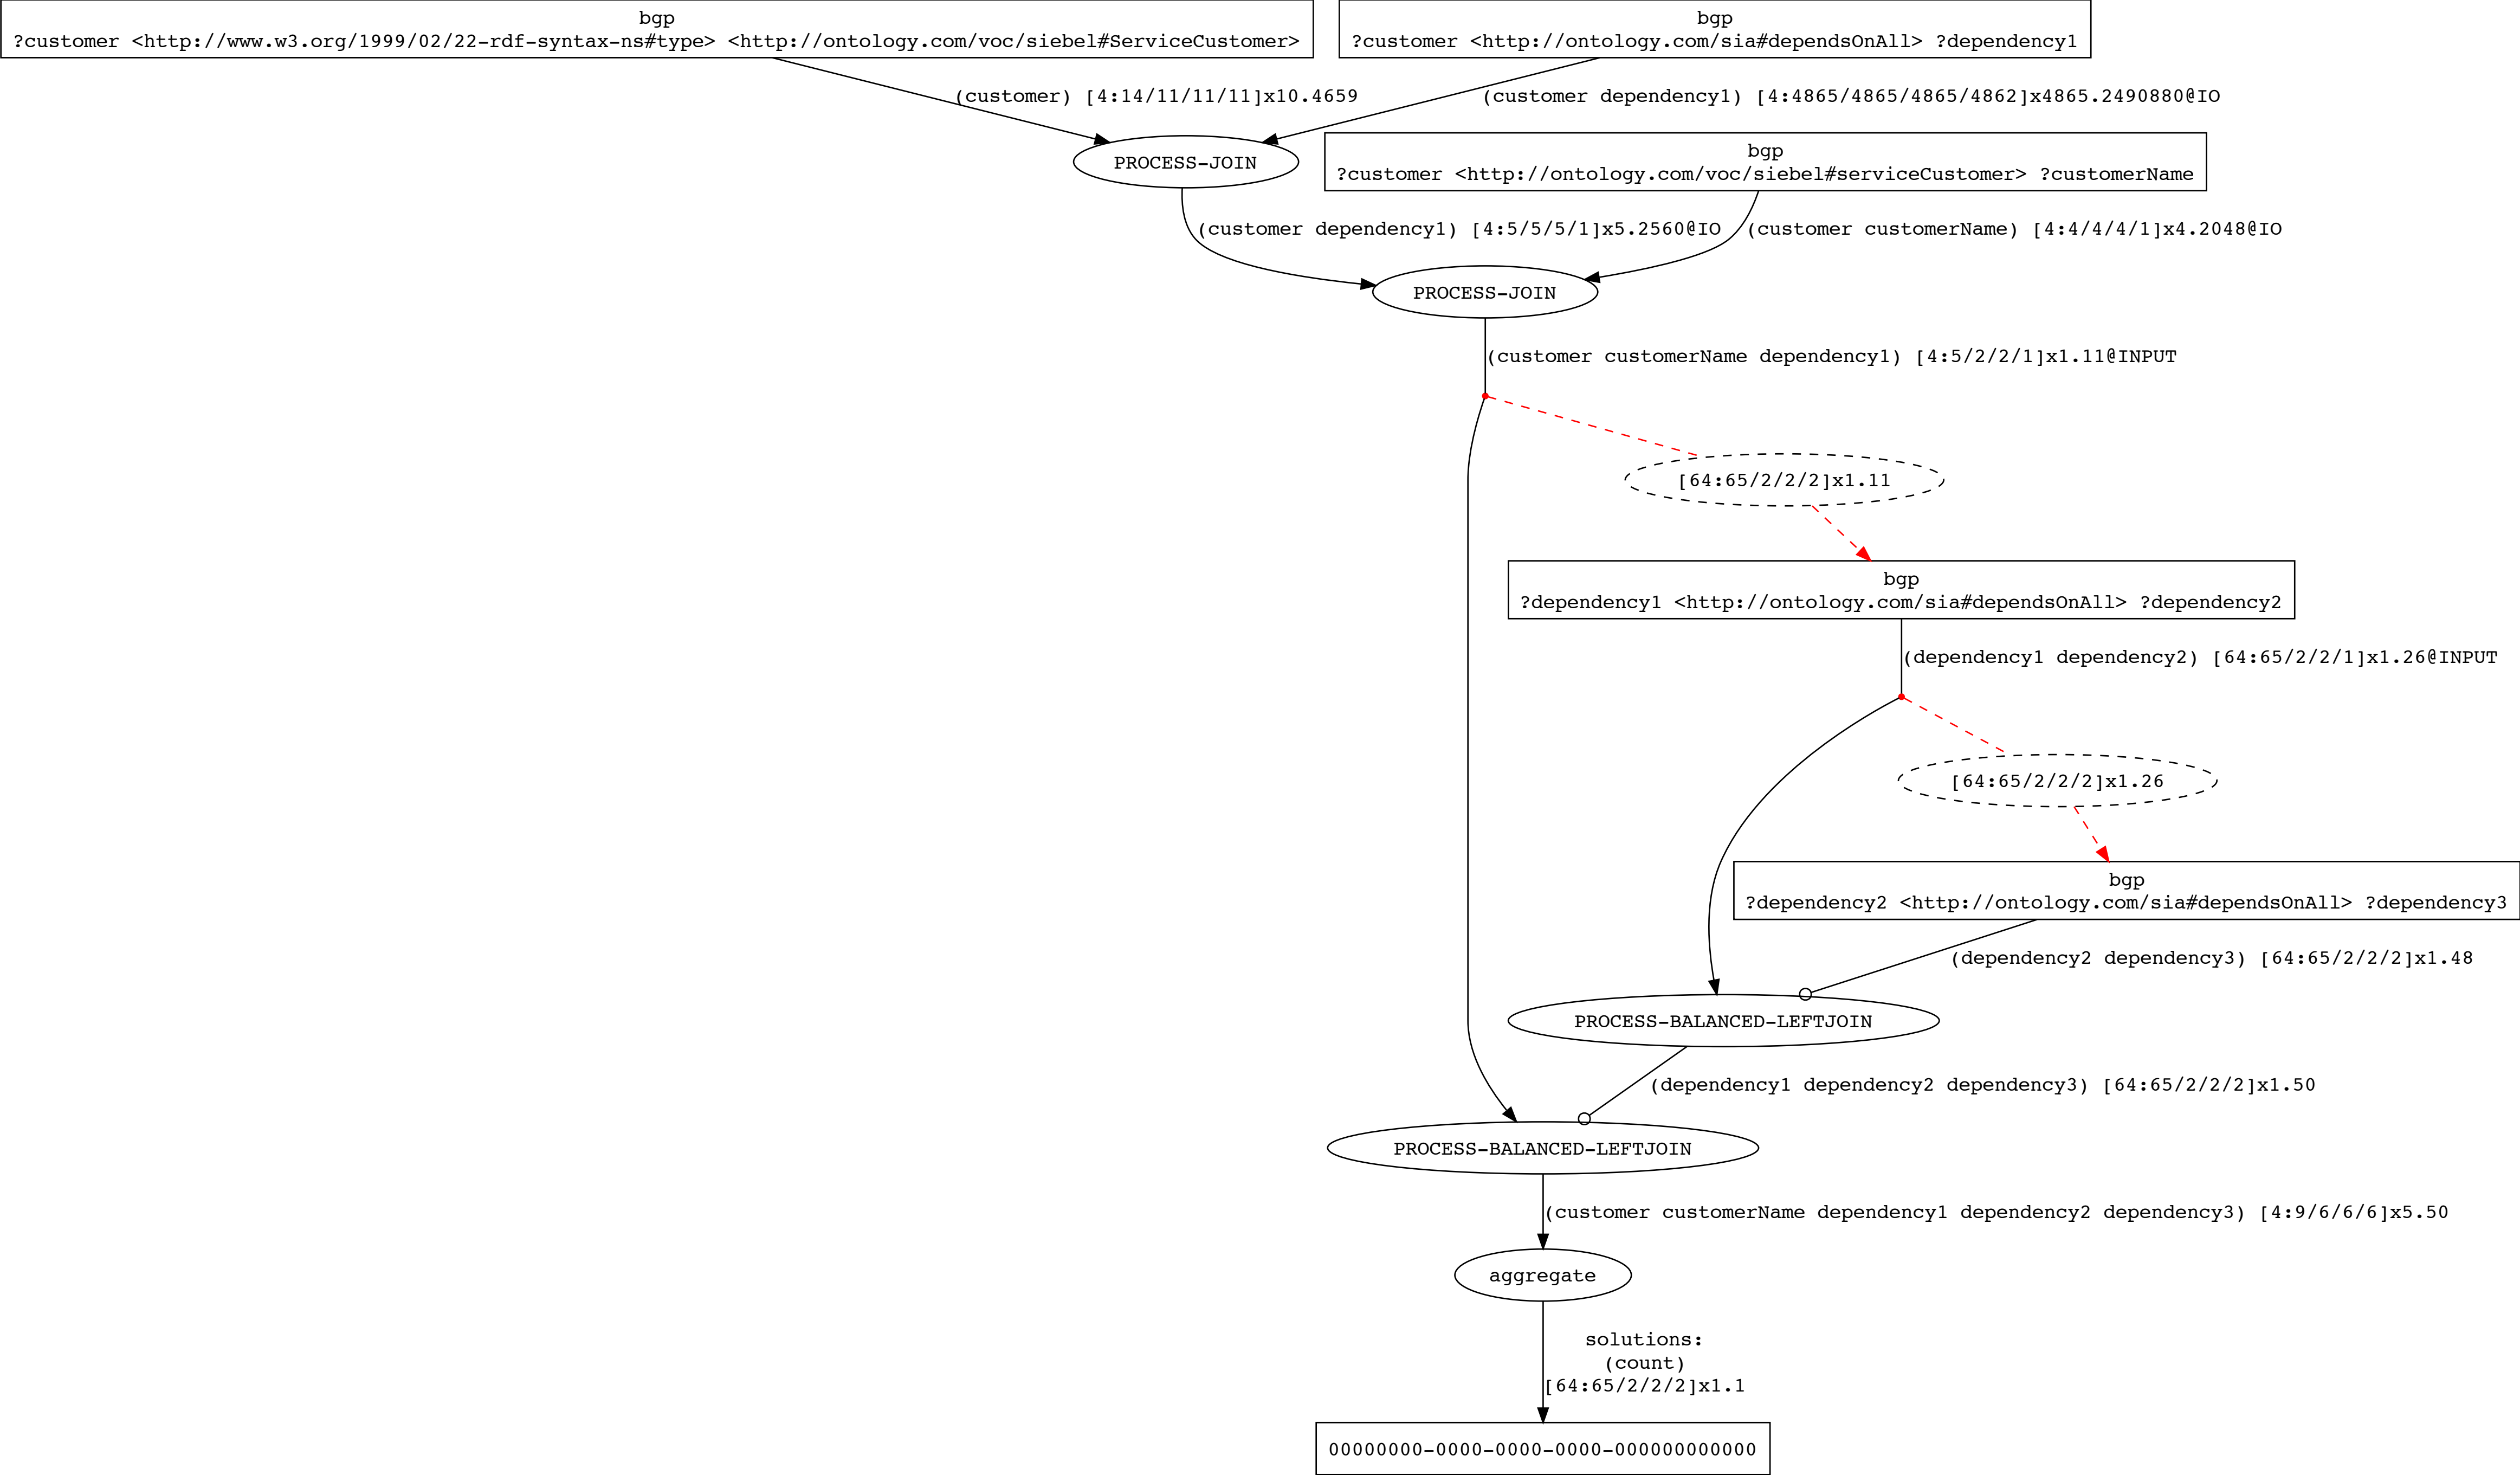 bgp
?customer <http://www.w3.org/1999/02/22-rdf-syntax-ns#type> <http://ontology.com/voc/siebel#ServiceCustomer>
bgp
?customer <http://ontology.com/sia#dependsOnAll> ?dependency1
(customer) [4:14/11/11/11]x10.4659
(customer dependency1) [4:4865/4865/4865/4862]x4865.2490880@IO
PROCESS-JOIN
bgp
?customer <http://ontology.com/voc/siebel#serviceCustomer> ?customerName
(customer dependency1) [4:5/5/5/1]x5.2560@IO
(customer customerName) [4:4/4/4/1]x4.2048@IO
PROCESS-JOIN
(customer customerName dependency1) [4:5/2/2/1]x1.11@INPUT
[64:65/2/2/2]x1.11
bgp
?dependency1 <http://ontology.com/sia#dependsOnAll> ?dependency2
(dependency1 dependency2) [64:65/2/2/1]x1.26@INPUT
[64:65/2/2/2]x1.26
bgp
?dependency2 <http://ontology.com/sia#dependsOnAll> ?dependency3
(dependency2 dependency3) [64:65/2/2/2]x1.48
PROCESS-BALANCED-LEFTJOIN
(dependency1 dependency2 dependency3) [64:65/2/2/2]x1.50
PROCESS-BALANCED-LEFTJOIN
(customer customerName dependency1 dependency2 dependency3) [4:9/6/6/6]x5.50
aggregate
solutions:
(count)
[64:65/2/2/2]x1.1
00000000-0000-0000-0000-000000000000